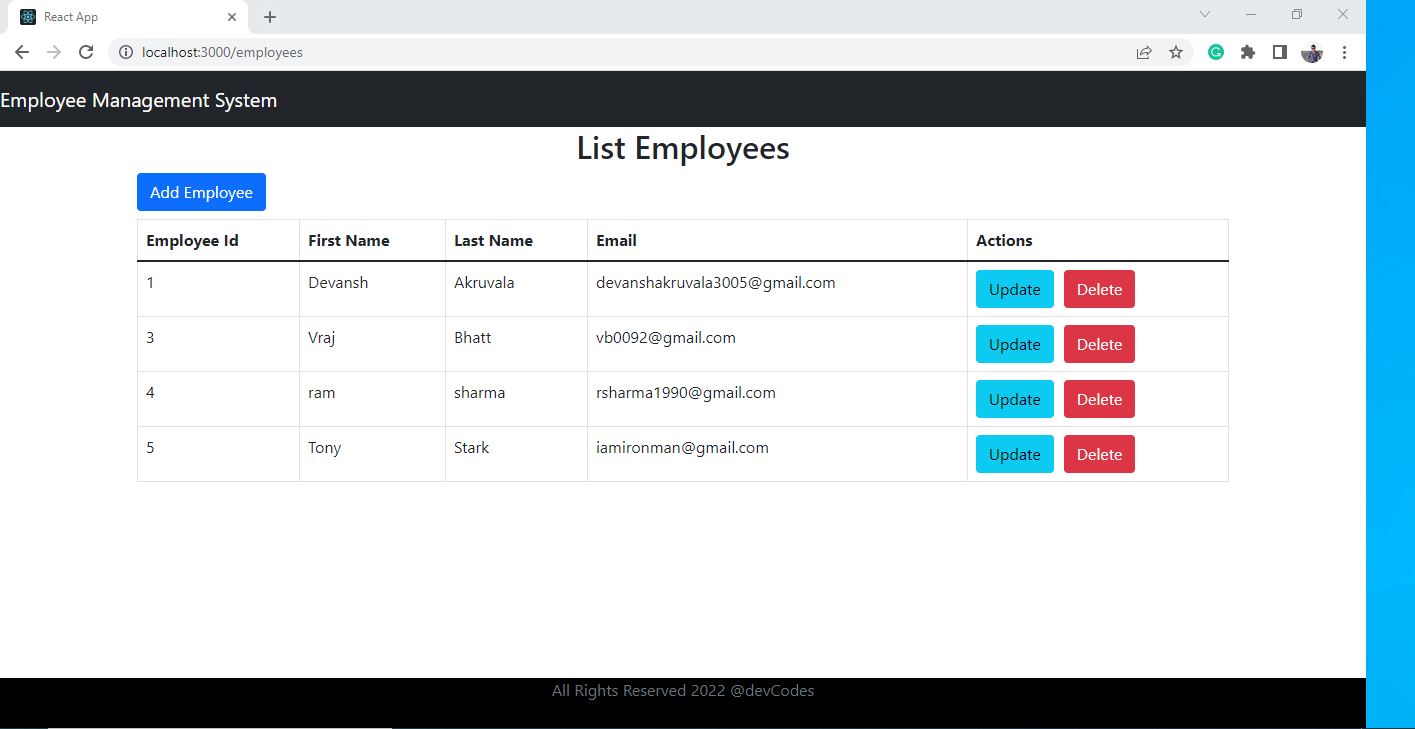 React App
localhost:3000/employees
Employee Management System
List Employees
Add Employee
Employee Id First Name Last Name Email Actions
1 Devansh Akruvala devanshakruvala3005@gmail.com Update Delete
3 Vraj Bhatt vb0092@gmail.com Update Delete
4 ram sharma rsharma1990@gmail.com Update Delete
5 Tony Stark iamironman@gmail.com Update Delete
All Rights Reserved 2022 @devCodes